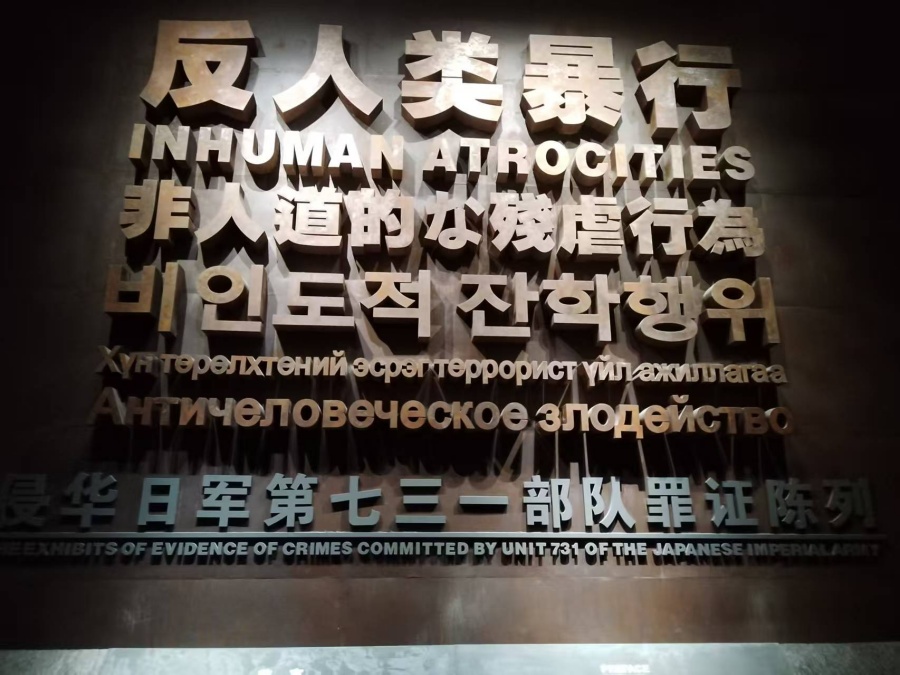 反人类暴行
INHUMAN ATROCITIES
非人道的な殘虐行為
비인도적 잔학행위
Хүн төрөлхтөний эсрэг террорист үйл ажиллагаа
Античеловеческое злодейство
侵华日军第七三一部队罪证陈列
THE EXHIBITS OF EVIDENCE OF CRIMES COMMITTED BY UNIT 731 OF THE JAPANESE IMPERIAL ARMY
PREFACE